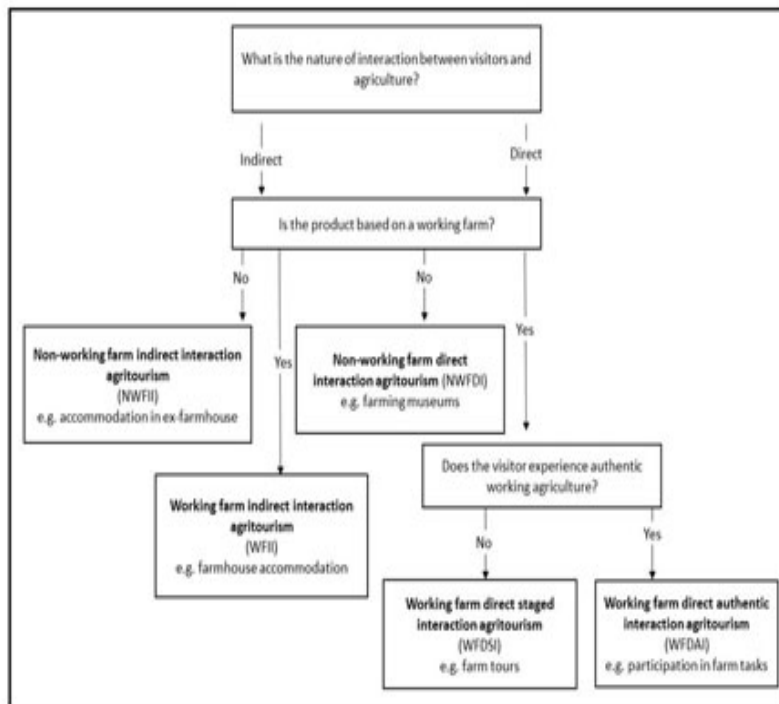 What is the nature of interaction between visitors and
agriculture?
Indirect
Direct
Is the product based on a working farm?
No
Yes
No
Yes
Non-working farm indirect interaction
agritourism
(NWFII)
e.g. accommodation in ex-farmhouse
Non-working farm direct
interaction agritourism (NWFDI)
e.g. farming museums
Does the visitor experience authentic
working agriculture?
Working farm indirect interaction
agritourism
(WFII)
e.g. farmhouse accommodation
No
Yes
Working farm direct staged
interaction agritourism
(WFDSI)
e.g. farm tours
Working farm direct authentic
interaction agritourism
(WFDAI)
e.g. participation in farm tasks